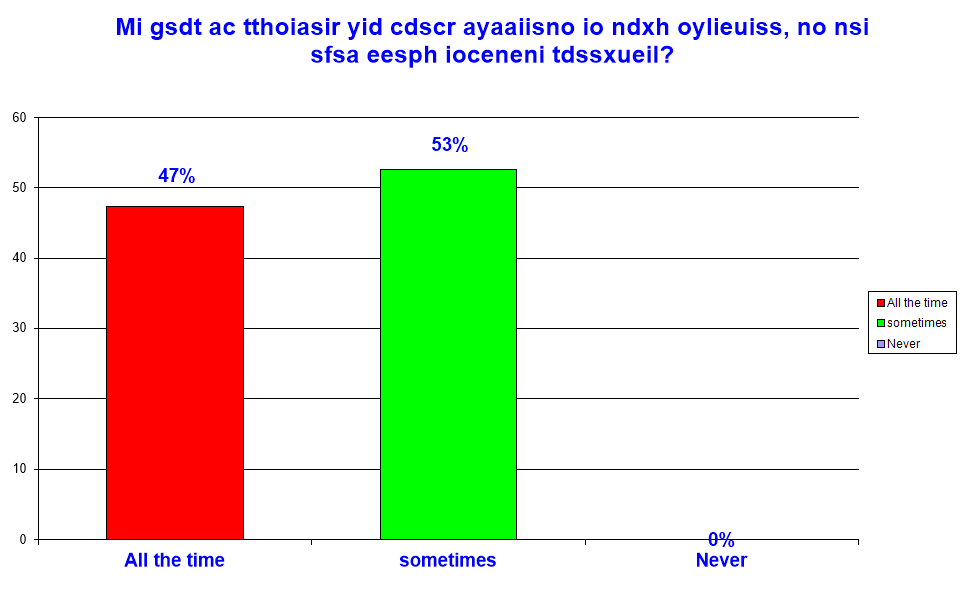 Mi gsdt ac tthoiasir yid cdscr ayaaiisno io ndxh oylieuiss, no nsi
sfsa eesph ioceneni tdssxueil?
60
50
40
30
20
10
0
47%
53%
0%
All the time
sometimes
Never
All the time
sometimes
Never